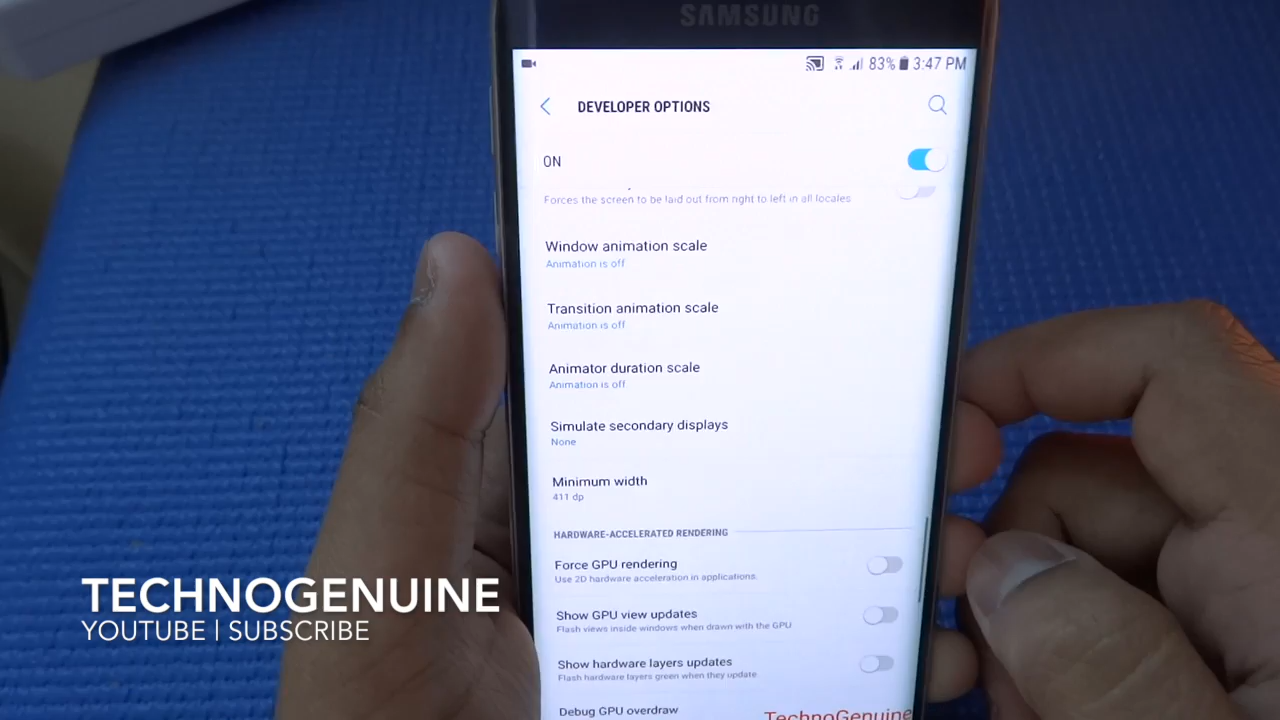 SAMSUNG
83% 3:47 PM
DEVELOPER OPTIONS
ON
Forces the screen to be laid out from right to left in all locales
Window animation scale
Animation is off
Transition animation scale
Animation is off
Animator duration scale
Animation is off
Simulate secondary displays
None
Minimum width
411 dp
HARDWARE-ACCELERATED RENDERING
Force GPU rendering
Use 2D hardware acceleration in applications.
Show GPU view updates
Flash views inside windows when drawn with the GPU
Show hardware layers updates
Flash hardware layers green when they update
Debug GPU overdraw
TechnoGenuine
TECHNOGENUINE
YOUTUBE | SUBSCRIBE